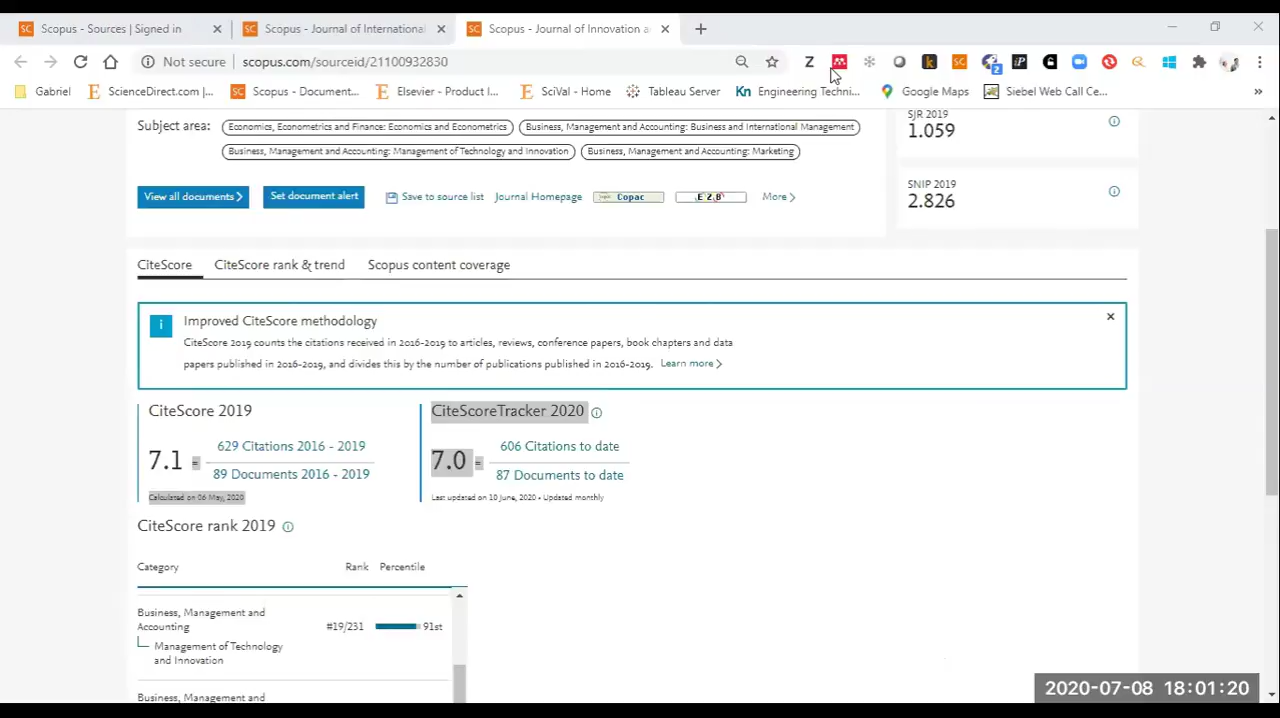 Scopus - Sources | Signed in
Scopus - Journal of International
Scopus - Journal of Innovation a
Not secure
scopus.com/sourceid/21100932830
Gabriel
ScienceDirect.com |...
Scopus - Document...
Elsevier - Product I...
SciVal - Home
Tableau Server
Kn Engineering Techni...
Google Maps
Siebel Web Call Ce...
»
Subject area:
Economics, Econometrics and Finance: Economics and Econometrics
Business, Management and Accounting: Business and International Management
Business, Management and Accounting: Management of Technology and Innovation
Business, Management and Accounting: Marketing
SJR 2019
1.059
View all documents >
Set document alert
Save to source list
Journal Homepage
Copac
E Z B
More >
SNIP 2019
2.826
CiteScore
CiteScore rank & trend
Scopus content coverage
Improved CiteScore methodology
CiteScore 2019 counts the citations received in 2016-2019 to articles, reviews, conference papers, book chapters and data
papers published in 2016-2019, and divides this by the number of publications published in 2016-2019. Learn more >
CiteScore 2019
7.1 =
629 Citations 2016 - 2019
89 Documents 2016 - 2019
Calculated on 06 May, 2020
CiteScoreTracker 2020
7.0 =
606 Citations to date
87 Documents to date
Last updated on 10 June, 2020 • Updated monthly
CiteScore rank 2019
Category
Rank
Percentile
Business, Management and
Accounting
#19/231
91st
Management of Technology
and Innovation
Business, Management and
2020-07-08 18:01:20